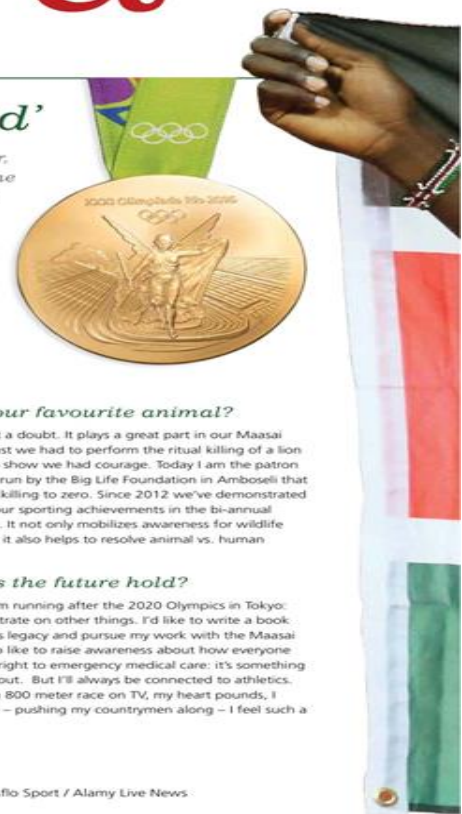 d’
r,
ne
XXXI Olimpíada Rio 2016
our favourite animal?
t a doubt. It plays a great part in our Maasai
st we had to perform the ritual killing of a lion
show we had courage. Today I am the patron
run by the Big Life Foundation in Amboseli that
killing to zero. Since 2012 we’ve demonstrated
ur sporting achievements in the bi-annual
. It not only mobilizes awareness for wildlife
it also helps to resolve animal vs. human
s the future hold?
m running after the 2020 Olympics in Tokyo:
trate on other things. I’d like to write a book
s legacy and pursue my work with the Maasai
o like to raise awareness about how everyone
right to emergency medical care: it’s something
out. But I’ll always be connected to athletics.
800 meter race on TV, my heart pounds, I
– pushing my countrymen along – I feel such a
flo Sport / Alamy Live News